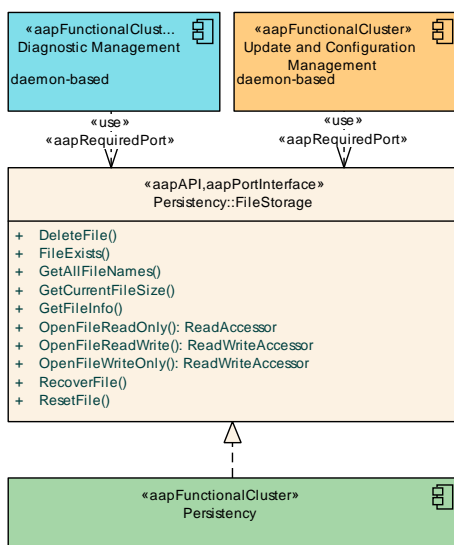 «aapFunctionalClust...
Diagnostic Management
daemon-based
«aapFunctionalCluster»
Update and Configuration
Management
daemon-based
«use»
«aapRequiredPort»
«use»
«aapRequiredPort»
«aapAPI,aapPortInterface»
Persistency::FileStorage
+ DeleteFile()
+ FileExists()
+ GetAllFileNames()
+ GetCurrentFileSize()
+ GetFileInfo()
+ OpenFileReadOnly(): ReadAccessor
+ OpenFileReadWrite(): ReadWriteAccessor
+ OpenFileWriteOnly(): ReadWriteAccessor
+ RecoverFile()
+ ResetFile()
«aapFunctionalCluster»
Persistency